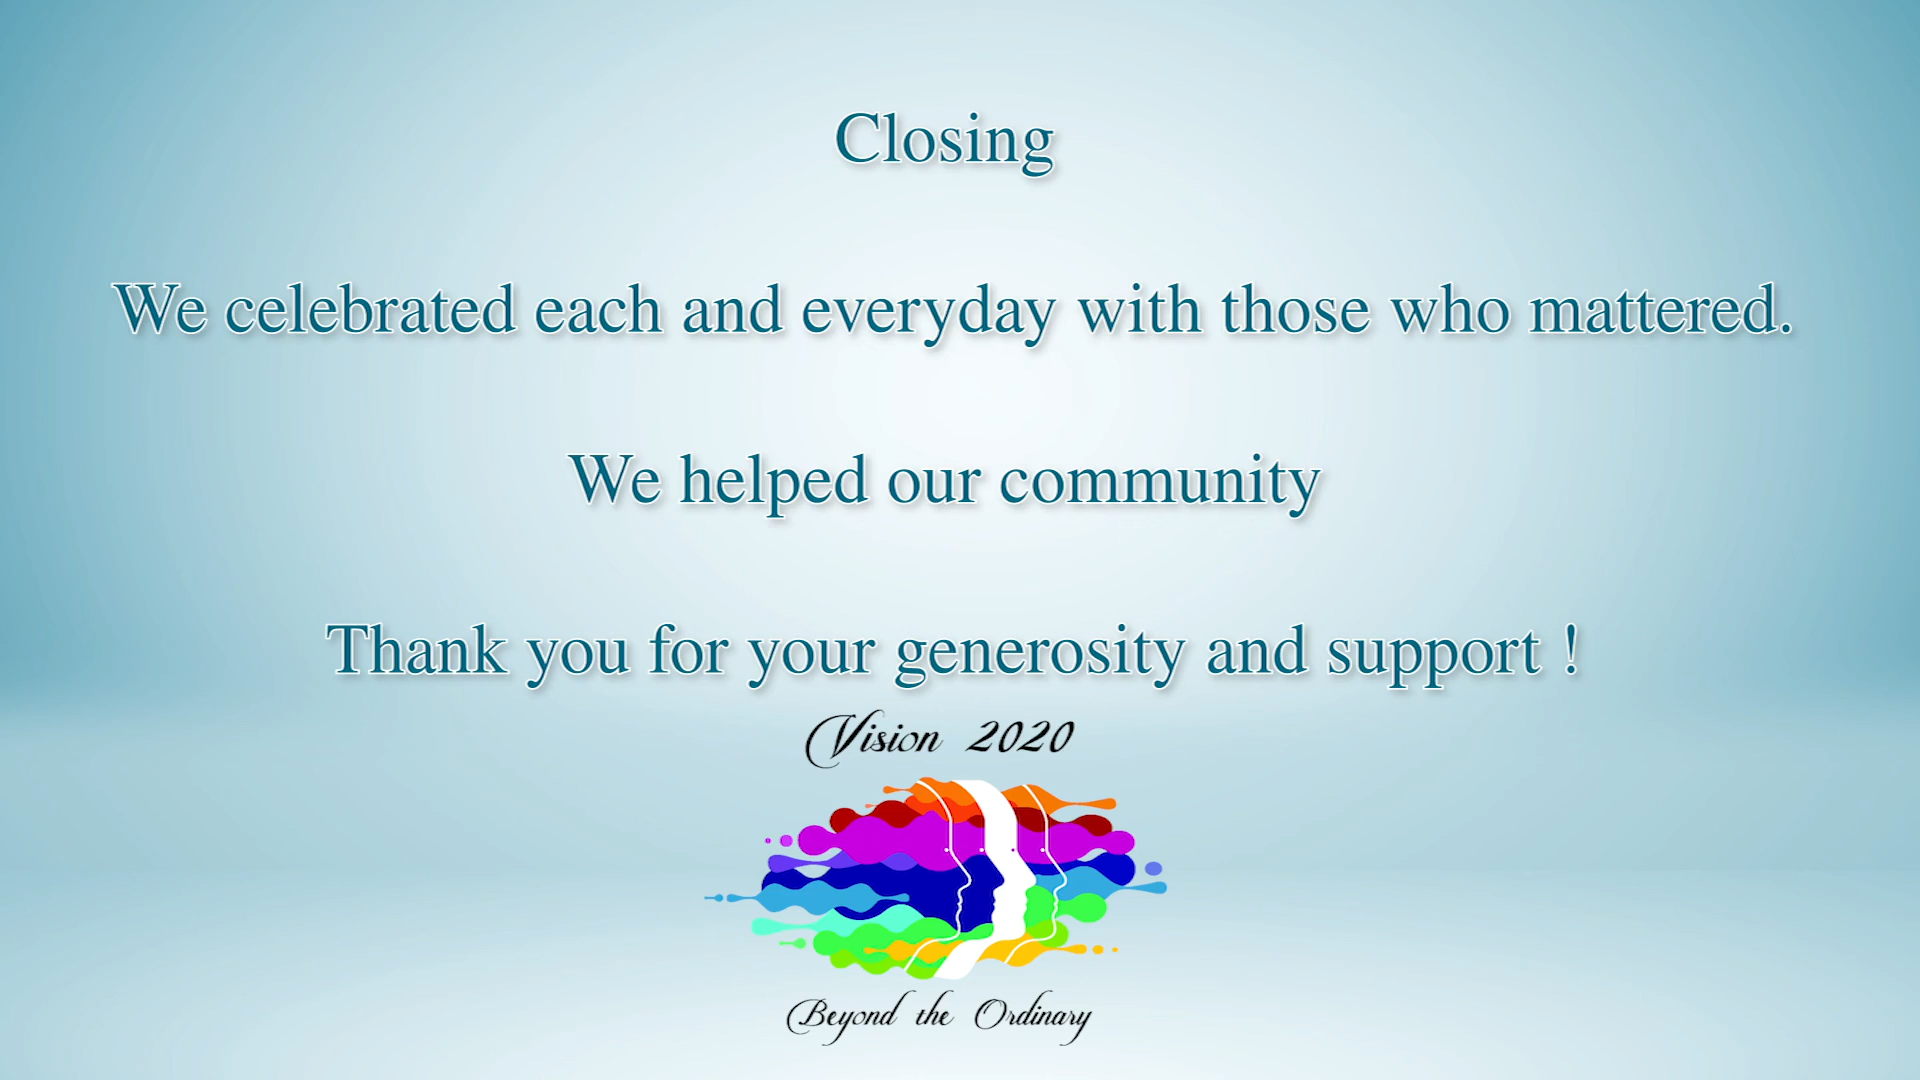 Closing
We celebrated each and everyday with those who mattered.
We helped our community
Thank you for your generosity and support !
Vision 2020
Beyond the Ordinary